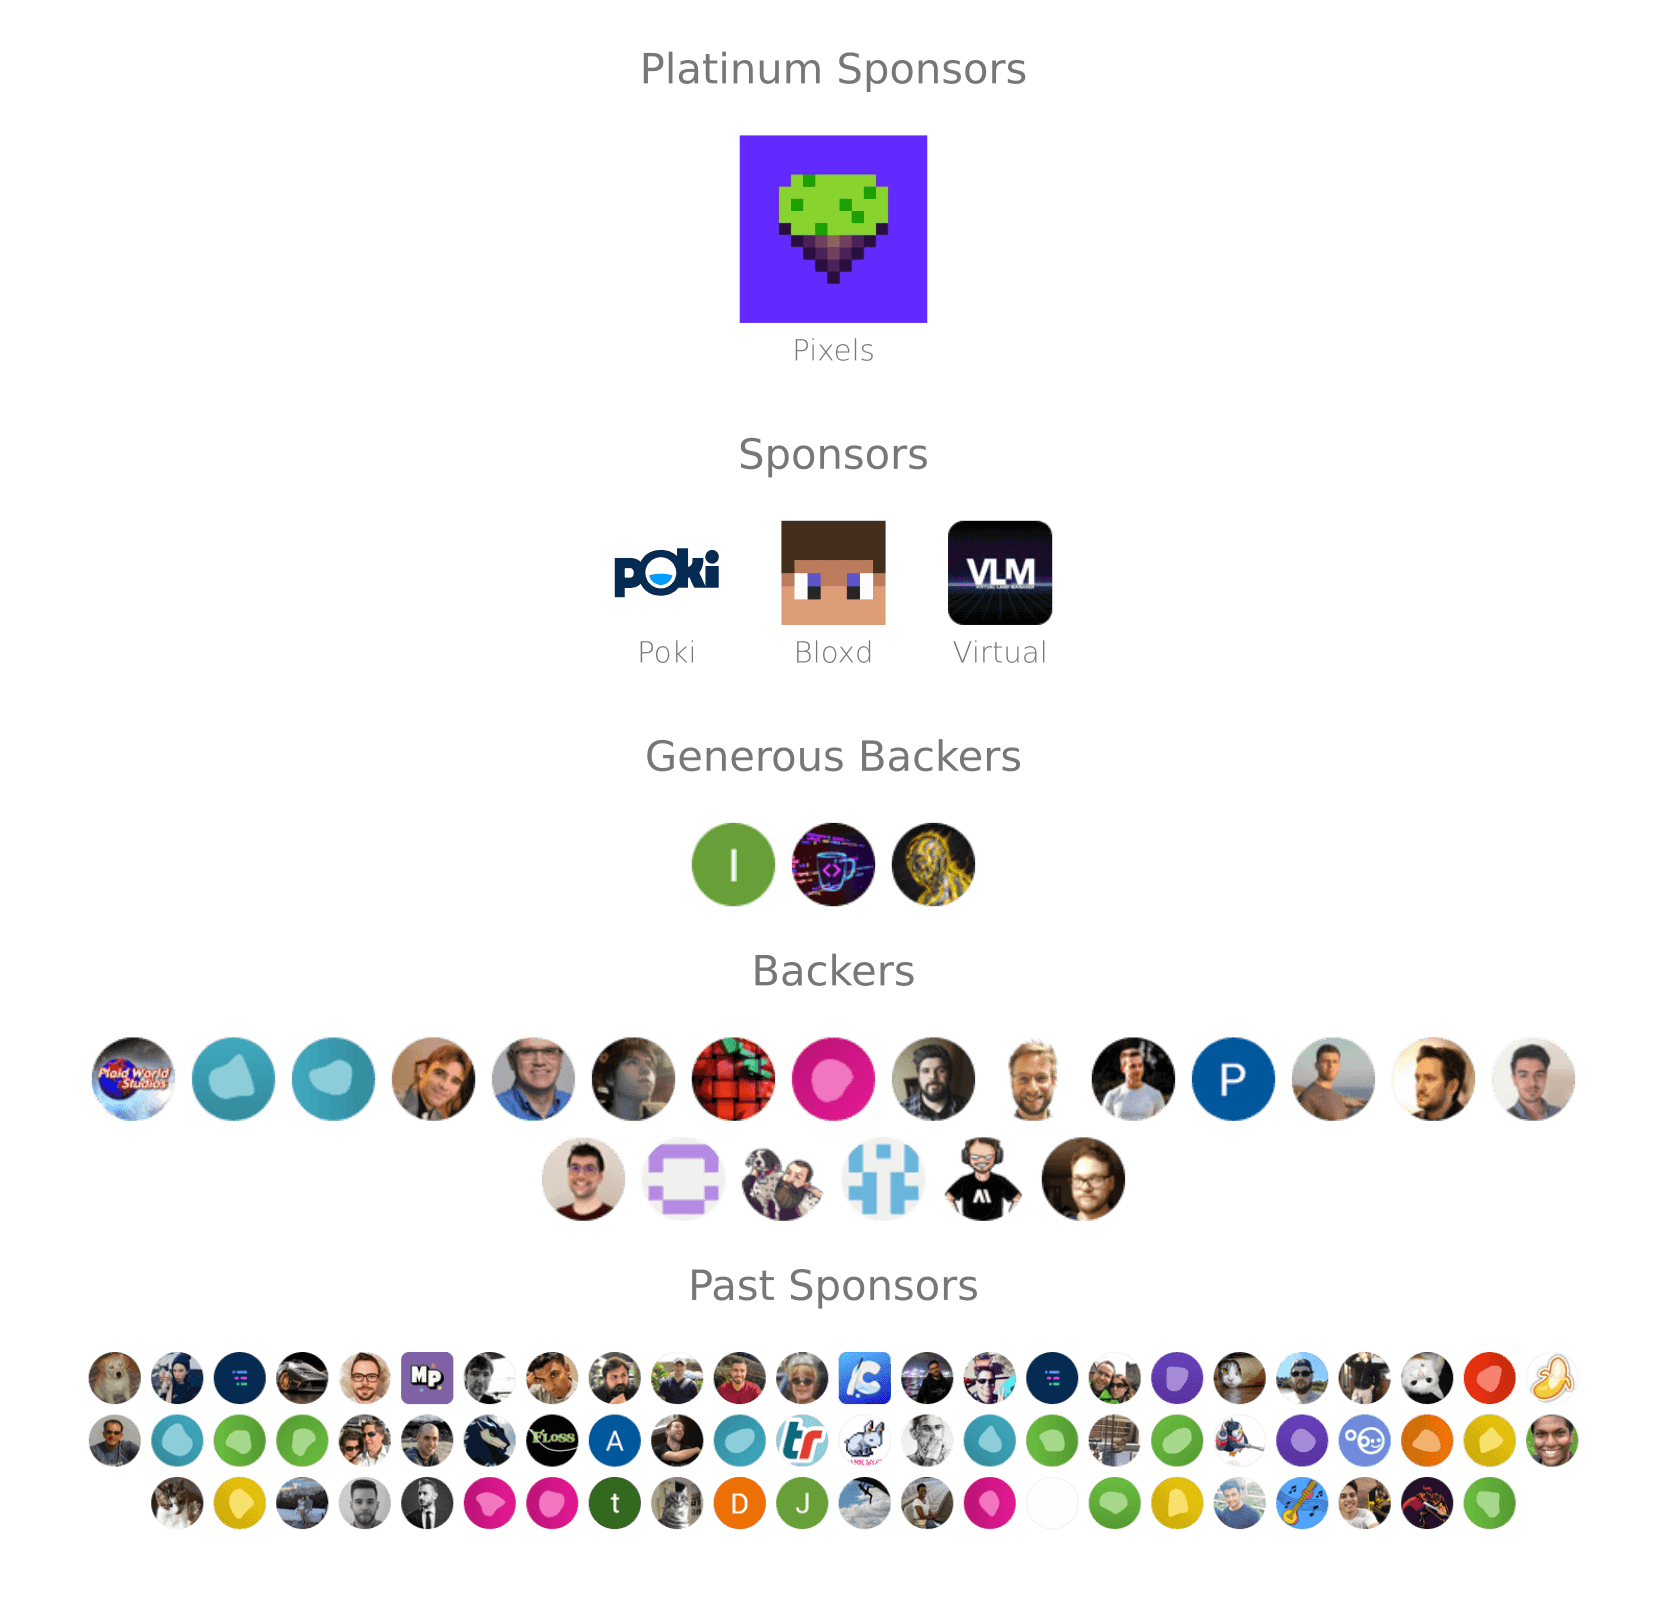 Platinum Sponsors
Pixels
Sponsors
poki
VLM
Poki Bloxd Virtual
Generous Backers
I
Backers
Plaid World
Studios
P
Past Sponsors
MP
C
FLOSS A tr
t D J